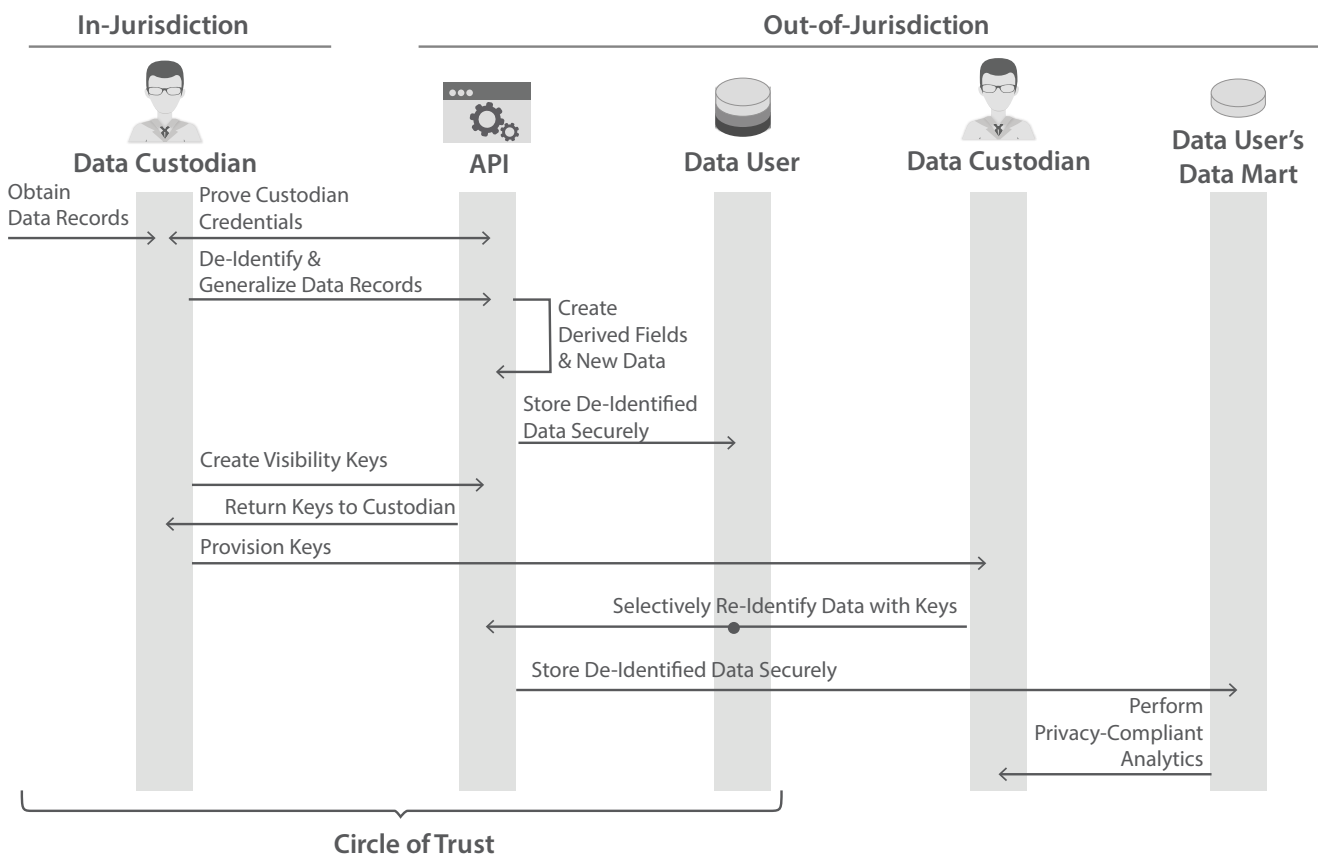 In-Jurisdiction
Out-of-Jurisdiction
Data Custodian
API
Data User
Data Custodian
Data User’s
Data Mart
Obtain
Data Records
Prove Custodian
Credentials
De-Identify &
Generalize Data Records
Create
Derived Fields
& New Data
Store De-Identified
Data Securely
Create Visibility Keys
Return Keys to Custodian
Provision Keys
Selectively Re-Identify Data with Keys
Store De-Identified Data Securely
Perform
Privacy-Compliant
Analytics
Circle of Trust